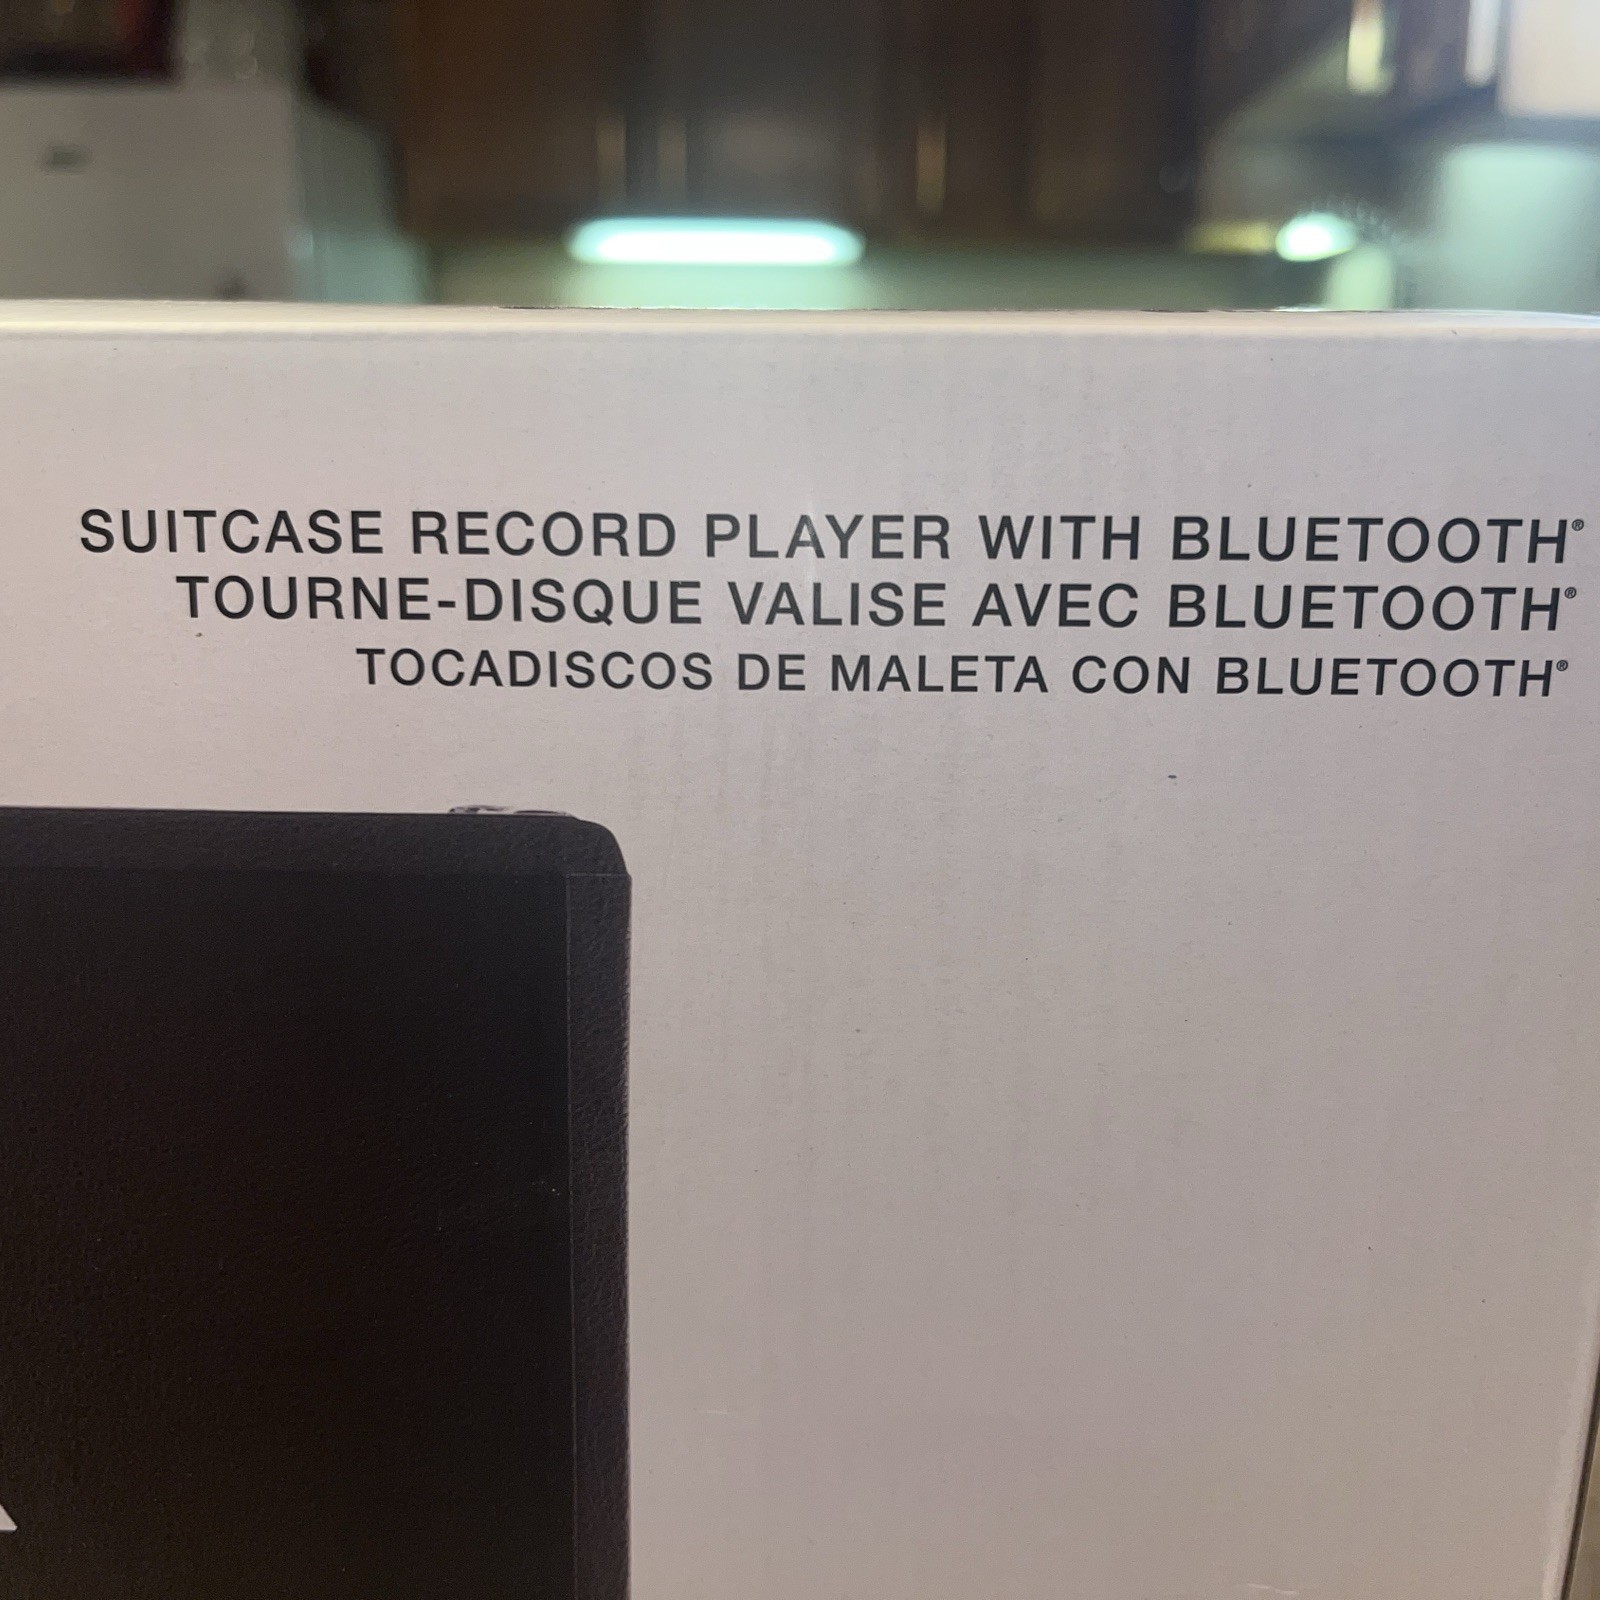 SUITCASE RECORD PLAYER WITH BLUETOOTH®
TOURNE-DISQUE VALISE AVEC BLUETOOTH®
TOCADISCOS DE MALETA CON BLUETOOTH®